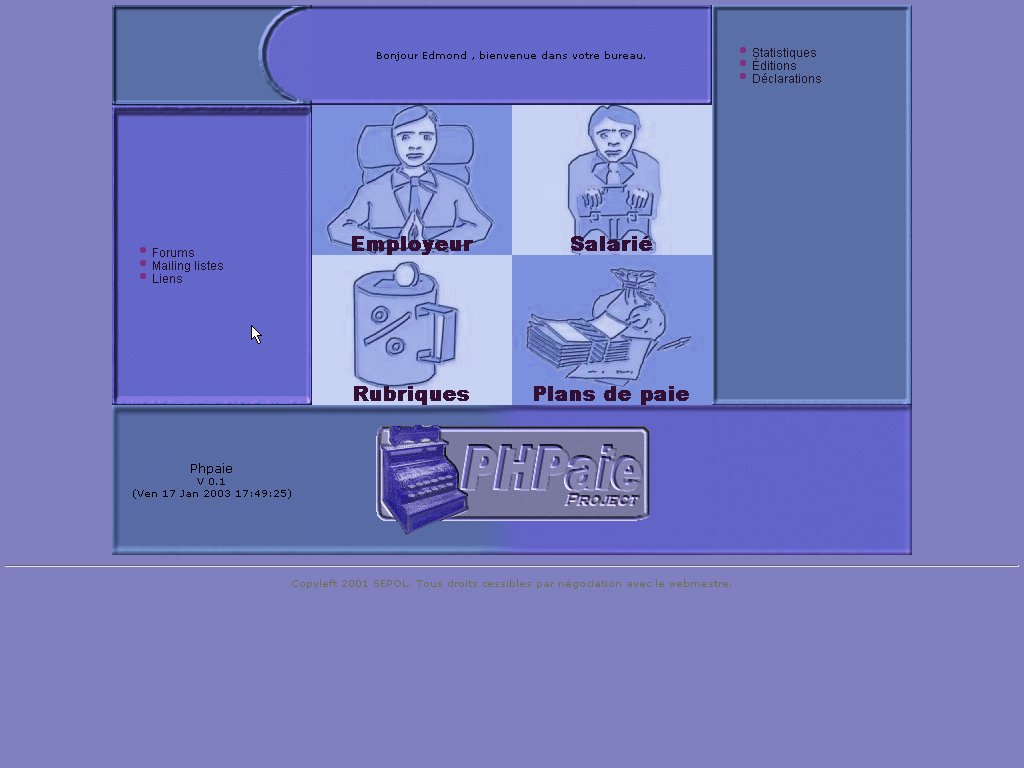 Bonjour Edmond , bienvenue dans votre bureau.
Statistiques
Éditions
Déclarations
Forums
Mailing listes
Liens
Employeur
Salarié
Rubriques
Plans de paie
Phpaie
V 0.1
(Ven 17 Jan 2003 17:49:25)
PHPaie
PROJECT
Copyleft 2001 SEPOL. Tous droits cessibles par négociation avec le webmestre.